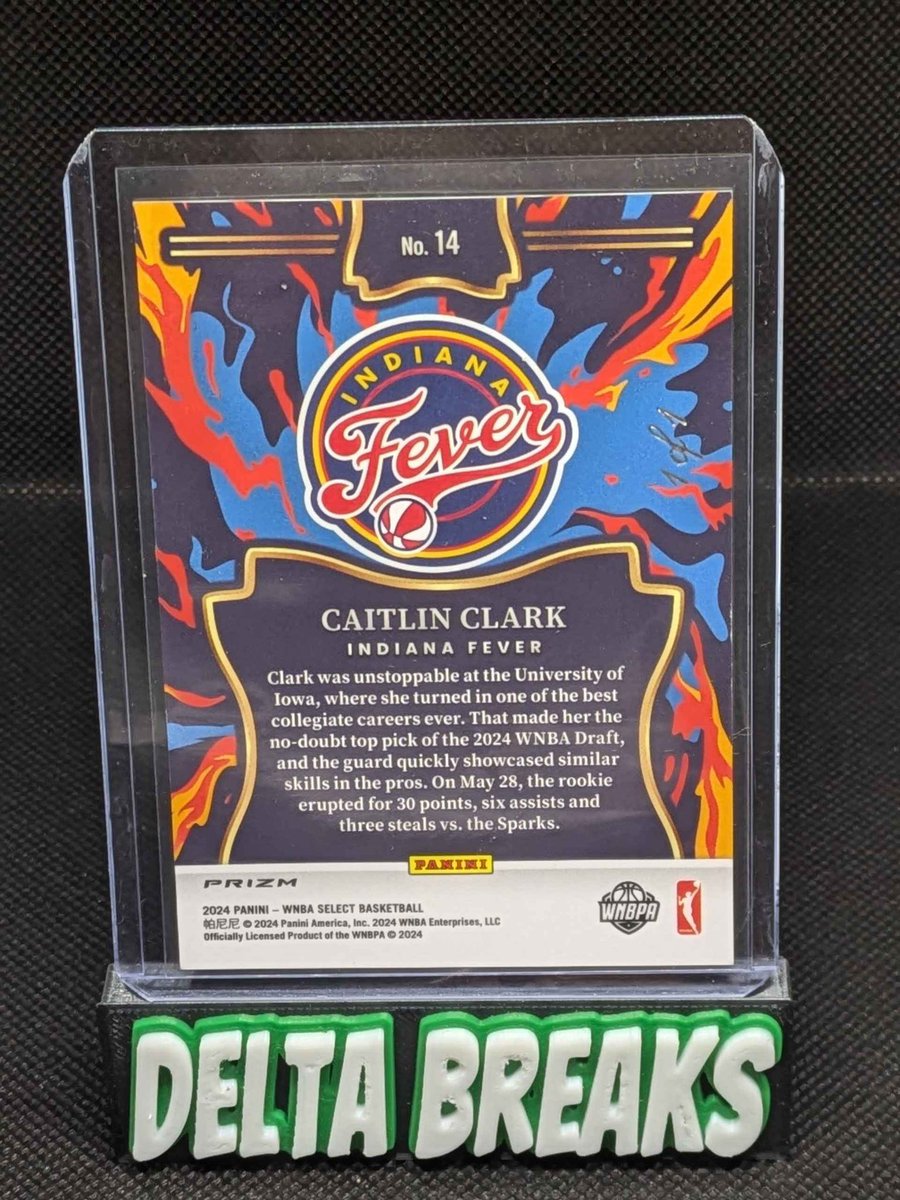 No. 14
INDIANA
Fever
1 of 1
CAITLIN CLARK
INDIANA FEVER
Clark was unstoppable at the University of
Iowa, where she turned in one of the best
collegiate careers ever. That made her the
no-doubt top pick of the 2024 WNBA Draft,
and the guard quickly showcased similar
skills in the pros. On May 28, the rookie
erupted for 30 points, six assists and
three steals vs. the Sparks.
PANINI
PRIZM
2024 PANINI – WNBA SELECT BASKETBALL
帕尼尼 © 2024 Panini America, Inc. 2024 WNBA Enterprises, LLC
Officially Licensed Product of the WNBPA © 2024
WNBPA
DELTA BREAKS